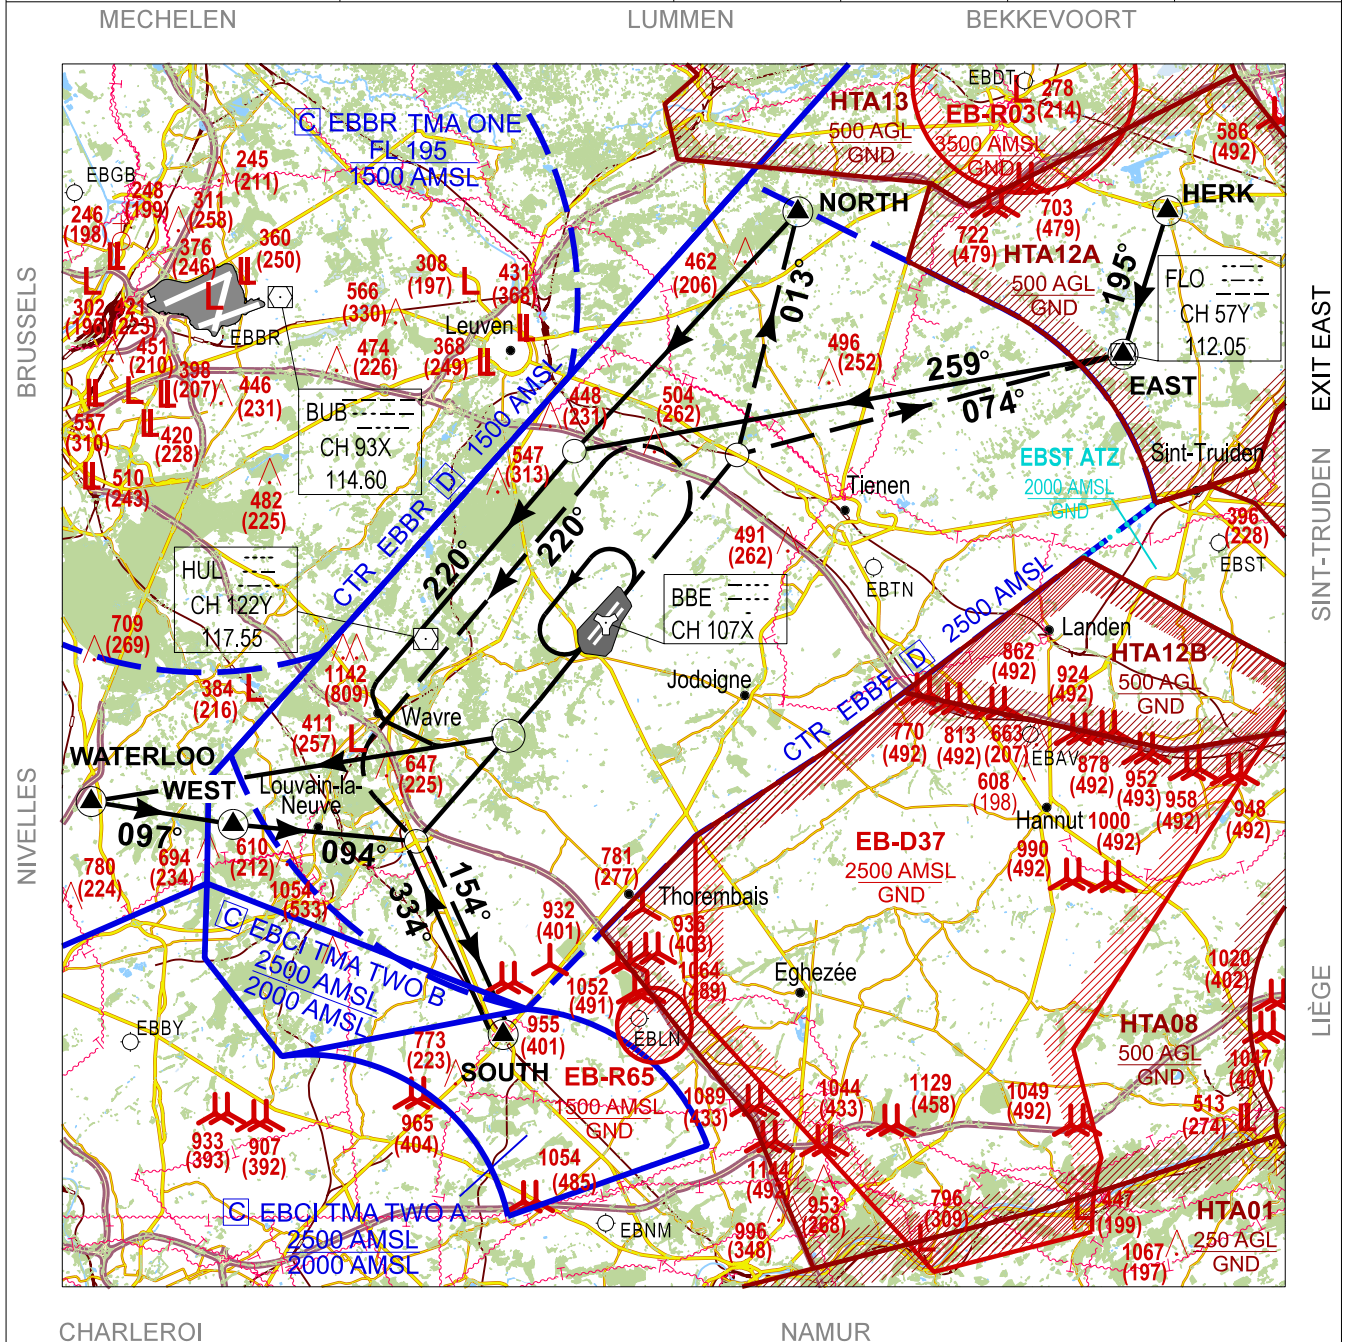 MECHELEN
LUMMEN
BEKKEVOORT
BRUSSELS
NIVELLES
EXIT EAST
SINT-TRUIDEN
LIÈGE
CHARLEROI
NAMUR
C EBBR TMA ONE
FL 195
1500 AMSL
HTA13
500 AGL
GND
EBDT
278
(214)
EB-R03
3500 AMSL
GND
586
(492)
EBGB
245
(211)
248
(199)
311
(258)
246
(198)
376
(246)
360
(250)
NORTH
HERK
703
(479)
722
(479)
HTA12A
500 AGL
GND
308
(197)
431
(368)
462
(206)
013°
195°
FLO
CH 57Y
112.05
302
(196)
421
(223)
EBBR
566
(330)
Leuven
451
(210)
398
(207)
446
(231)
474
(226)
368
(249)
496
(252)
259°
074°
EAST
557
(310)
420
(228)
BUB
CH 93X
114.60
448
(231)
504
(262)
510
(243)
482
(225)
547
(313)
CTR EBBR D 1500 AMSL
EBST ATZ
2000 AMSL
GND
Sint-Truiden
Tienen
396
(228)
EBST
220°
220°
491
(262)
EBTN
HUL
CH 122Y
117.55
BBE
CH 107X
709
(269)
Landen
862
(492)
924
(492)
HTA12B
500 AGL
GND
384
(216)
1142
(809)
Jodoigne
CTR EBBE D 2500 AMSL
411
(257)
Wavre
770
(492)
813
(492)
663
(207)
EBAV
878
(492)
952
(493)
958
(492)
948
(492)
WATERLOO
WEST
647
(225)
Louvain-la-
Neuve
608
(198)
Hannut
1000
(492)
097°
094°
610
(212)
694
(234)
780
(224)
1054
(533)
EB-D37
2500 AMSL
GND
990
(492)
781
(277)
Thorembais
154°
334°
C EBCI TMA TWO B
2500 AMSL
2000 AMSL
932
(401)
936
(403)
1064
(489)
1052
(491)
Eghezée
1020
(402)
EBBY
773
(223)
955
(401)
SOUTH
EBLN
EB-R65
1500 AMSL
GND
HTA08
500 AGL
GND
1047
(407)
965
(404)
1089
(433)
1044
(433)
1129
(458)
1049
(492)
513
(274)
933
(393)
907
(392)
1054
(485)
1144
(492)
953
(268)
796
(309)
447
(199)
C EBCI TMA TWO A
2500 AMSL
2000 AMSL
EBNM
996
(348)
HTA01
250 AGL
GND
1067
(197)